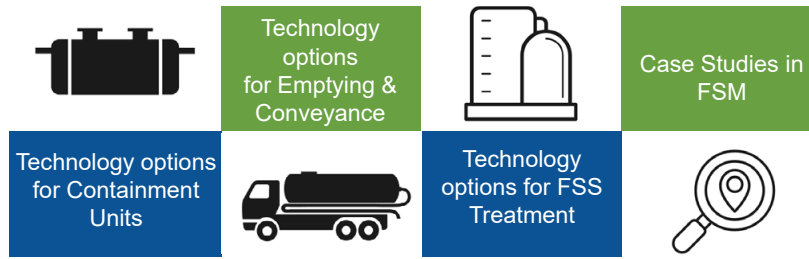 Technology
options
for Emptying &
Conveyance
Case Studies in
FSM
Technology options
for Containment
Units
Technology
options for FSS
Treatment